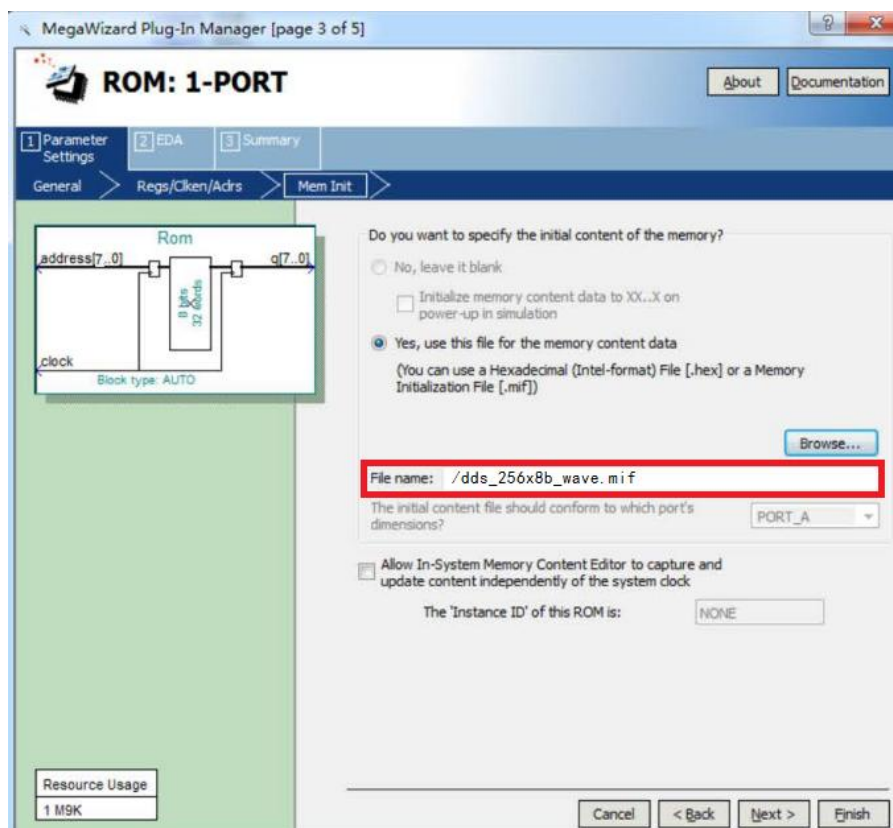 MegaWizard Plug-In Manager [page 3 of 5]
ROM: 1-PORT
About
Documentation
1 Parameter Settings
2 EDA
3 Summary
General
Regs/Clken/Adrs
Mem Init
Rom
address[7..0]
q[7..0]
8 bits
32 words
clock
Block type: AUTO
Do you want to specify the initial content of the memory?
No, leave it blank
Initialize memory content data to XX..X on
power-up in simulation
Yes, use this file for the memory content data
(You can use a Hexadecimal (Intel-format) File [.hex] or a Memory
Initialization File [.mif])
Browse...
File name: /dds_256x8b_wave.mif
The initial content file should conform to which port's
dimensions?
PORT_A
Allow In-System Memory Content Editor to capture and
update content independently of the system clock
The 'Instance ID' of this ROM is:
NONE
Resource Usage
1 M9K
Cancel
< Back
Next >
Finish